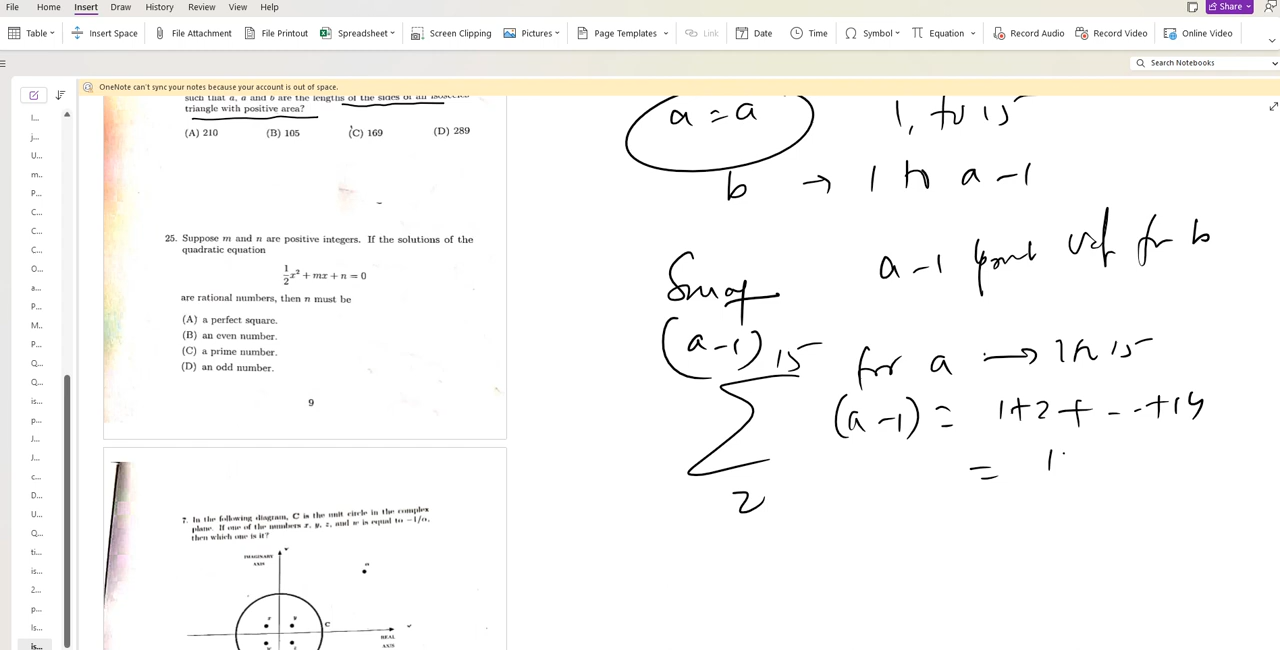 File Home Insert Draw History Review View Help
Share
Table Insert Space File Attachment File Printout Spreadsheet Screen Clipping Pictures Page Templates Link Date Time Symbol Equation Record Audio Record Video Online Video
Search Notebooks
OneNote can't sync your notes because your account is out of space.
such that a, a and b are the lengths of the sides of an isosceles
triangle with positive area?
(A) 210 (B) 105 (C) 169 (D) 289
25. Suppose m and n are positive integers. If the solutions of the
quadratic equation
1/2 x² + mx + n = 0
are rational numbers, then n must be
(A) a perfect square.
(B) an even number.
(C) a prime number.
(D) an odd number.
9
7. In the following diagram, C is the unit circle in the complex
plane. If one of the numbers x, y, z, and w is equal to −1/α,
then which one is it?
IMAGINARY
AXIS
C
REAL
AXIS
I...
j...
U...
m..
P...
C...
C...
C...
O...
a...
P...
M..
P...
Q...
Q...
is...
p...
J...
J...
c...
D...
U...
Q...
ti...
is...
2...
p...
Is...
is...
a = a 1, to 15
b → 1 to a-1
a-1 for b
Sum of
(a-1) for a → 1 to 15
15
∑ (a-1) = 1+2+ - - +14
2
= 1